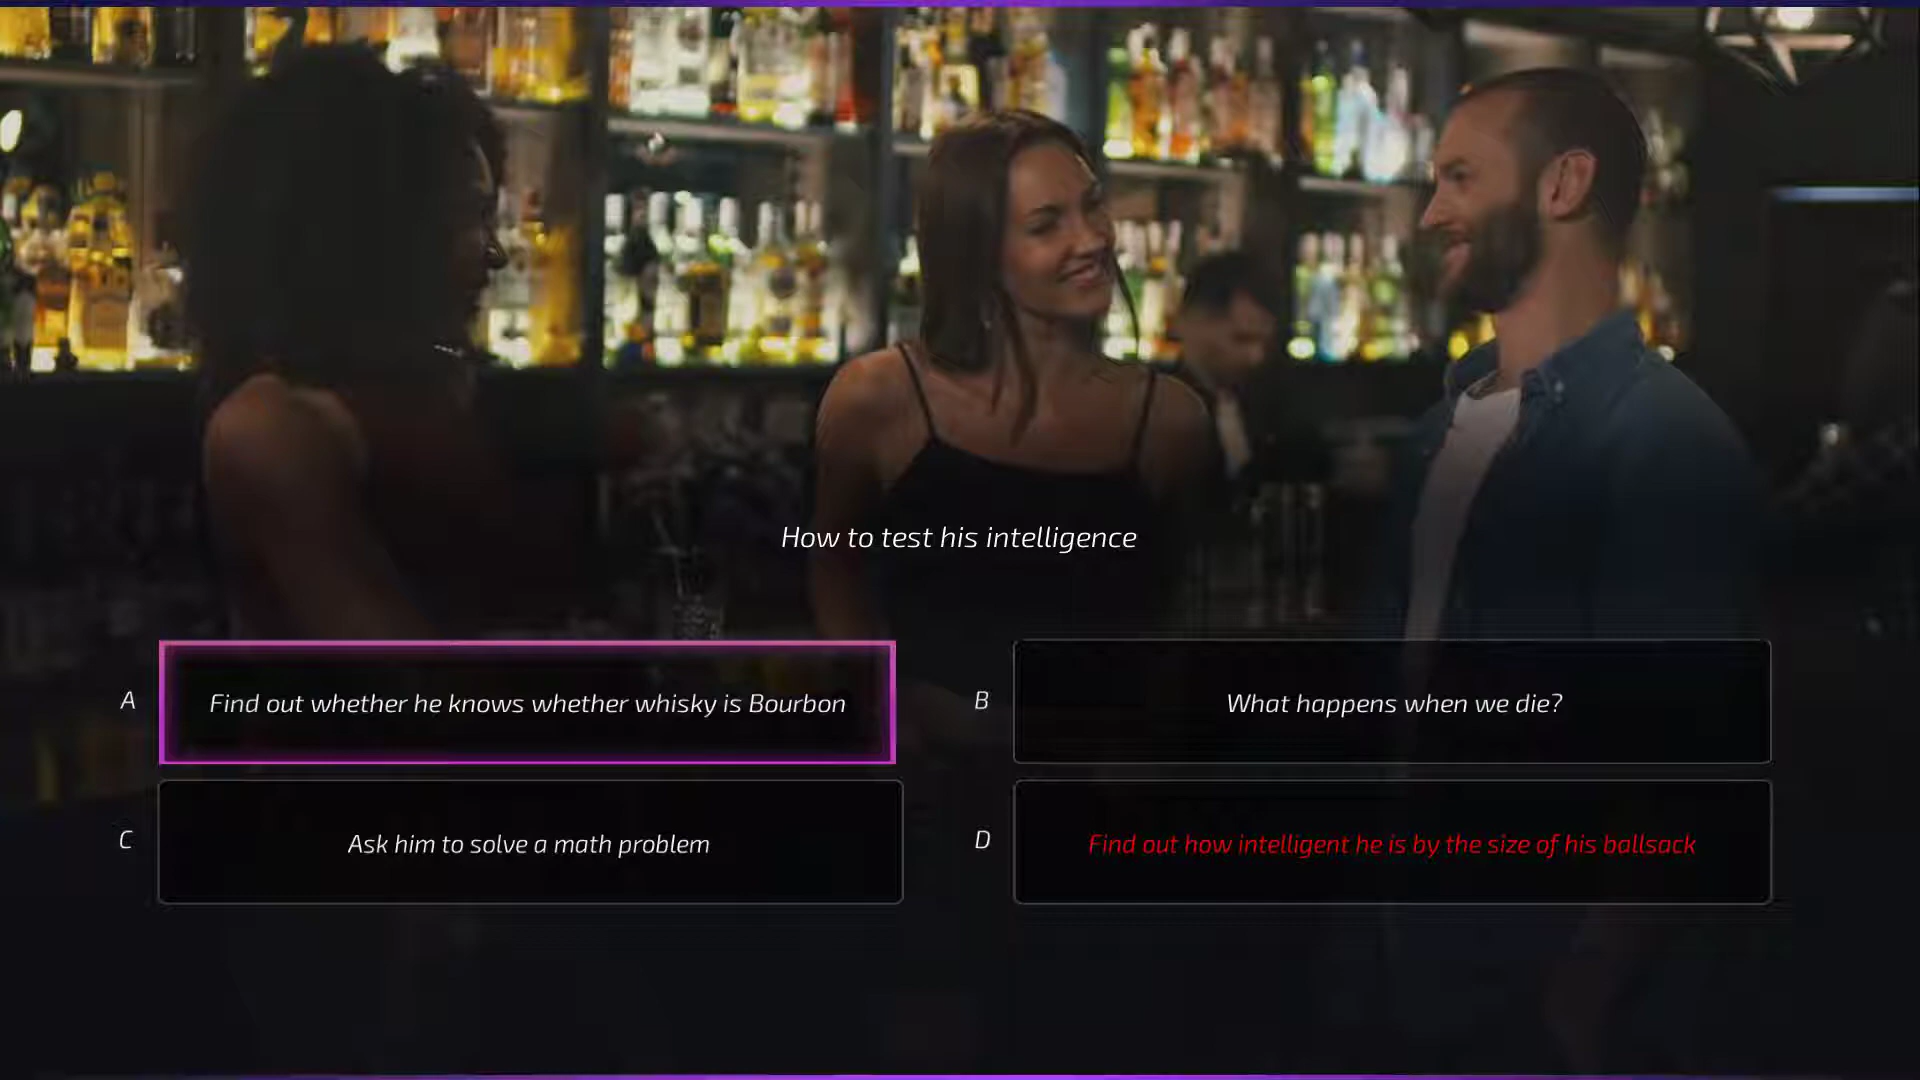 How to test his intelligence
A
Find out whether he knows whether whisky is Bourbon
B
What happens when we die?
C
Ask him to solve a math problem
D
Find out how intelligent he is by the size of his ballsack